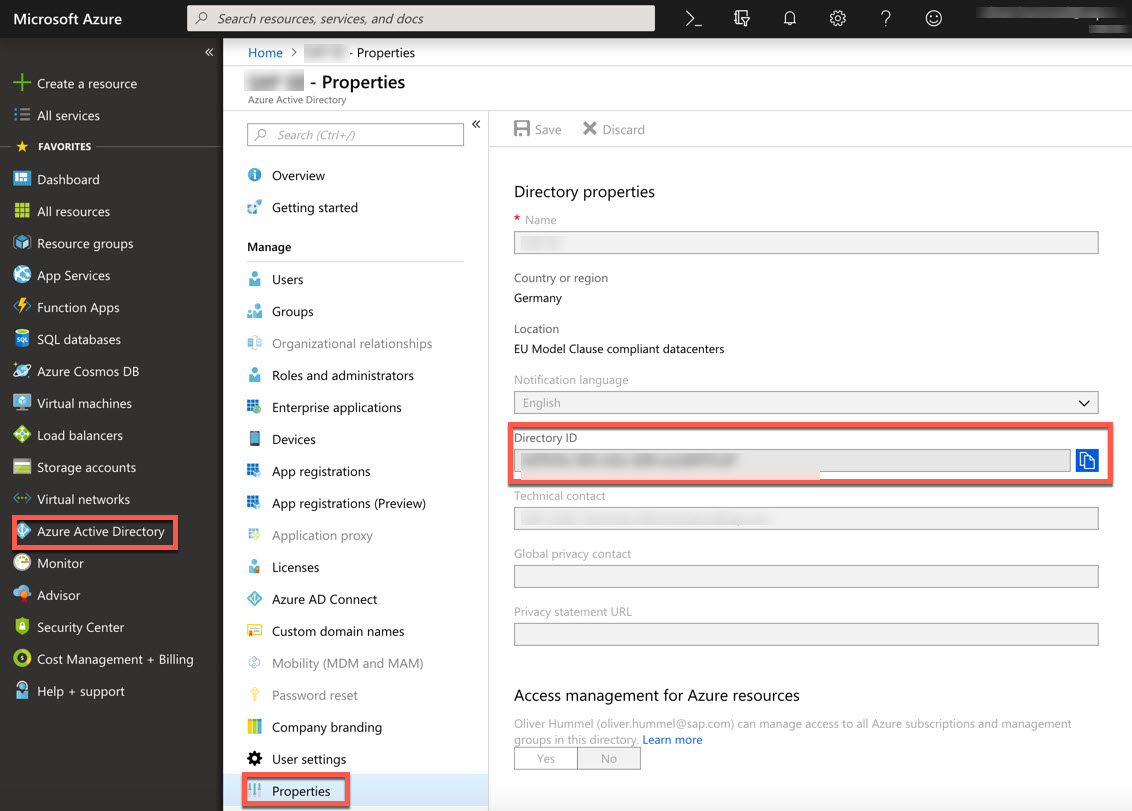 Microsoft Azure
Search resources, services, and docs
Create a resource
All services
FAVORITES
Dashboard
All resources
Resource groups
App Services
Function Apps
SQL databases
Azure Cosmos DB
Virtual machines
Load balancers
Storage accounts
Virtual networks
Azure Active Directory
Monitor
Advisor
Security Center
Cost Management + Billing
Help + support
Home > - Properties
- Properties
Azure Active Directory
Search (Ctrl+/)
Overview
Getting started
Manage
Users
Groups
Organizational relationships
Roles and administrators
Enterprise applications
Devices
App registrations
App registrations (Preview)
Application proxy
Licenses
Azure AD Connect
Custom domain names
Mobility (MDM and MAM)
Password reset
Company branding
User settings
Properties
Save Discard
Directory properties
* Name
Country or region
Germany
Location
EU Model Clause compliant datacenters
Notification language
English
Directory ID
Technical contact
Global privacy contact
Privacy statement URL
Access management for Azure resources
Oliver Hummel (oliver.hummel@sap.com) can manage access to all Azure subscriptions and management
groups in this directory. Learn more
Yes No